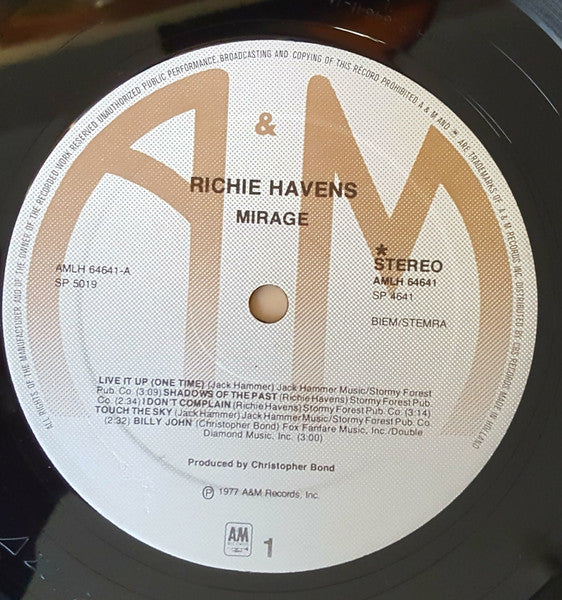 ALL RIGHTS OF THE MANUFACTURER AND OF THE OWNER OF THE RECORDED WORK RESERVED UNAUTHORIZED PUBLIC PERFORMANCE, BROADCASTING AND COPYING OF THIS RECORD PROHIBITED. A & M AND ARE TRADEMARKS OF A & M RECORDS INC. DISTRIBUTED BY CBS RECORDS. MADE IN HOLLAND
A & M
RICHIE HAVENS
MIRAGE
AMLH 64641-A
SP 5019
*
STEREO
AMLH 64641
SP 4641
BIEM/STEMRA
LIVE IT UP (ONE TIME) (Jack Hammer) Jack Hammer Music/Stormy Forest
Pub. Co. (3:09) SHADOWS OF THE PAST (Richie Havens) Stormy Forest Pub.
Co. (2:34) I DON'T COMPLAIN (Richie Havens) Stormy Forest Pub. Co. (3:14)
TOUCH THE SKY (Jack Hammer) Jack Hammer Music/Stormy Forest Pub. Co.
(2:32) BILLY JOHN (Christopher Bond) Fox Fanfare Music, Inc./Double
Diamond Music, Inc. (3:00)
Produced by Christopher Bond
Ⓟ 1977 A&M Records, Inc.
AM
RECORDS
1